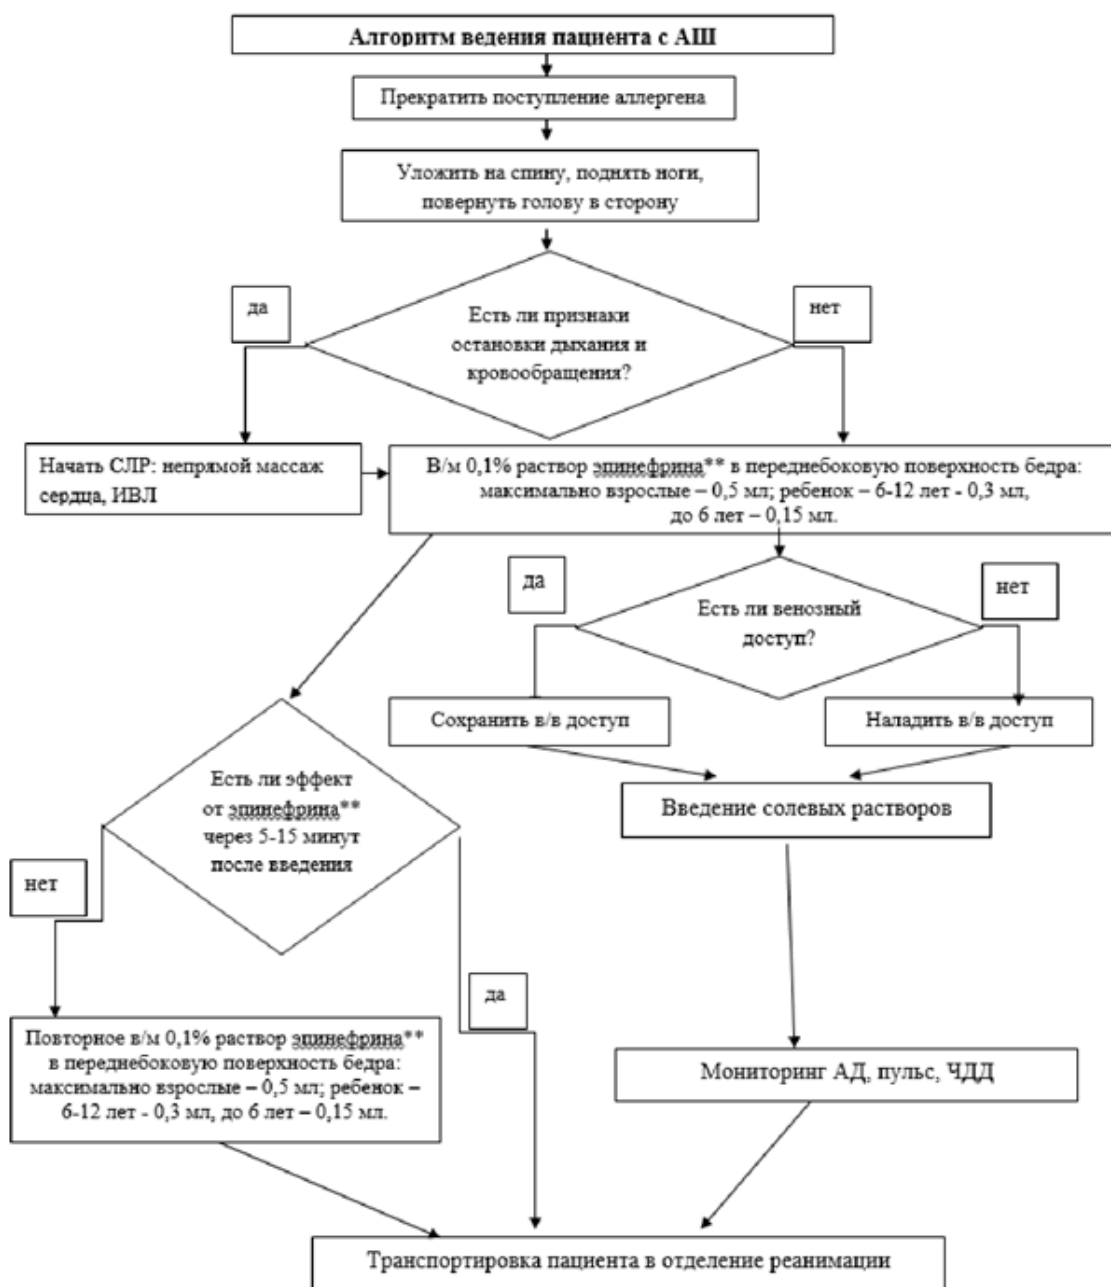 Алгоритм ведения пациента с АШ
Прекратить поступление аллергена
Уложить на спину, поднять ноги,
повернуть голову в сторону
да
Есть ли признаки
остановки дыхания и
кровообращения?
нет
Начать СЛР: непрямой массаж
сердца, ИВЛ
В/м 0,1% раствор эпинефрина** в переднебоковую поверхность бедра:
максимально взрослые – 0,5 мл; ребенок – 6-12 лет - 0,3 мл,
до 6 лет – 0,15 мл.
да
Есть ли венозный
доступ?
нет
Сохранить в/в доступ
Наладить в/в доступ
Есть ли эффект
от эпинефрина**
через 5-15 минут
после введения
Введение солевых растворов
нет
да
Повторное в/м 0,1% раствор эпинефрина**
в переднебоковую поверхность бедра:
максимально взрослые – 0,5 мл; ребенок –
6-12 лет - 0,3 мл, до 6 лет – 0,15 мл.
Мониторинг АД, пульс, ЧДД
Транспортировка пациента в отделение реанимации